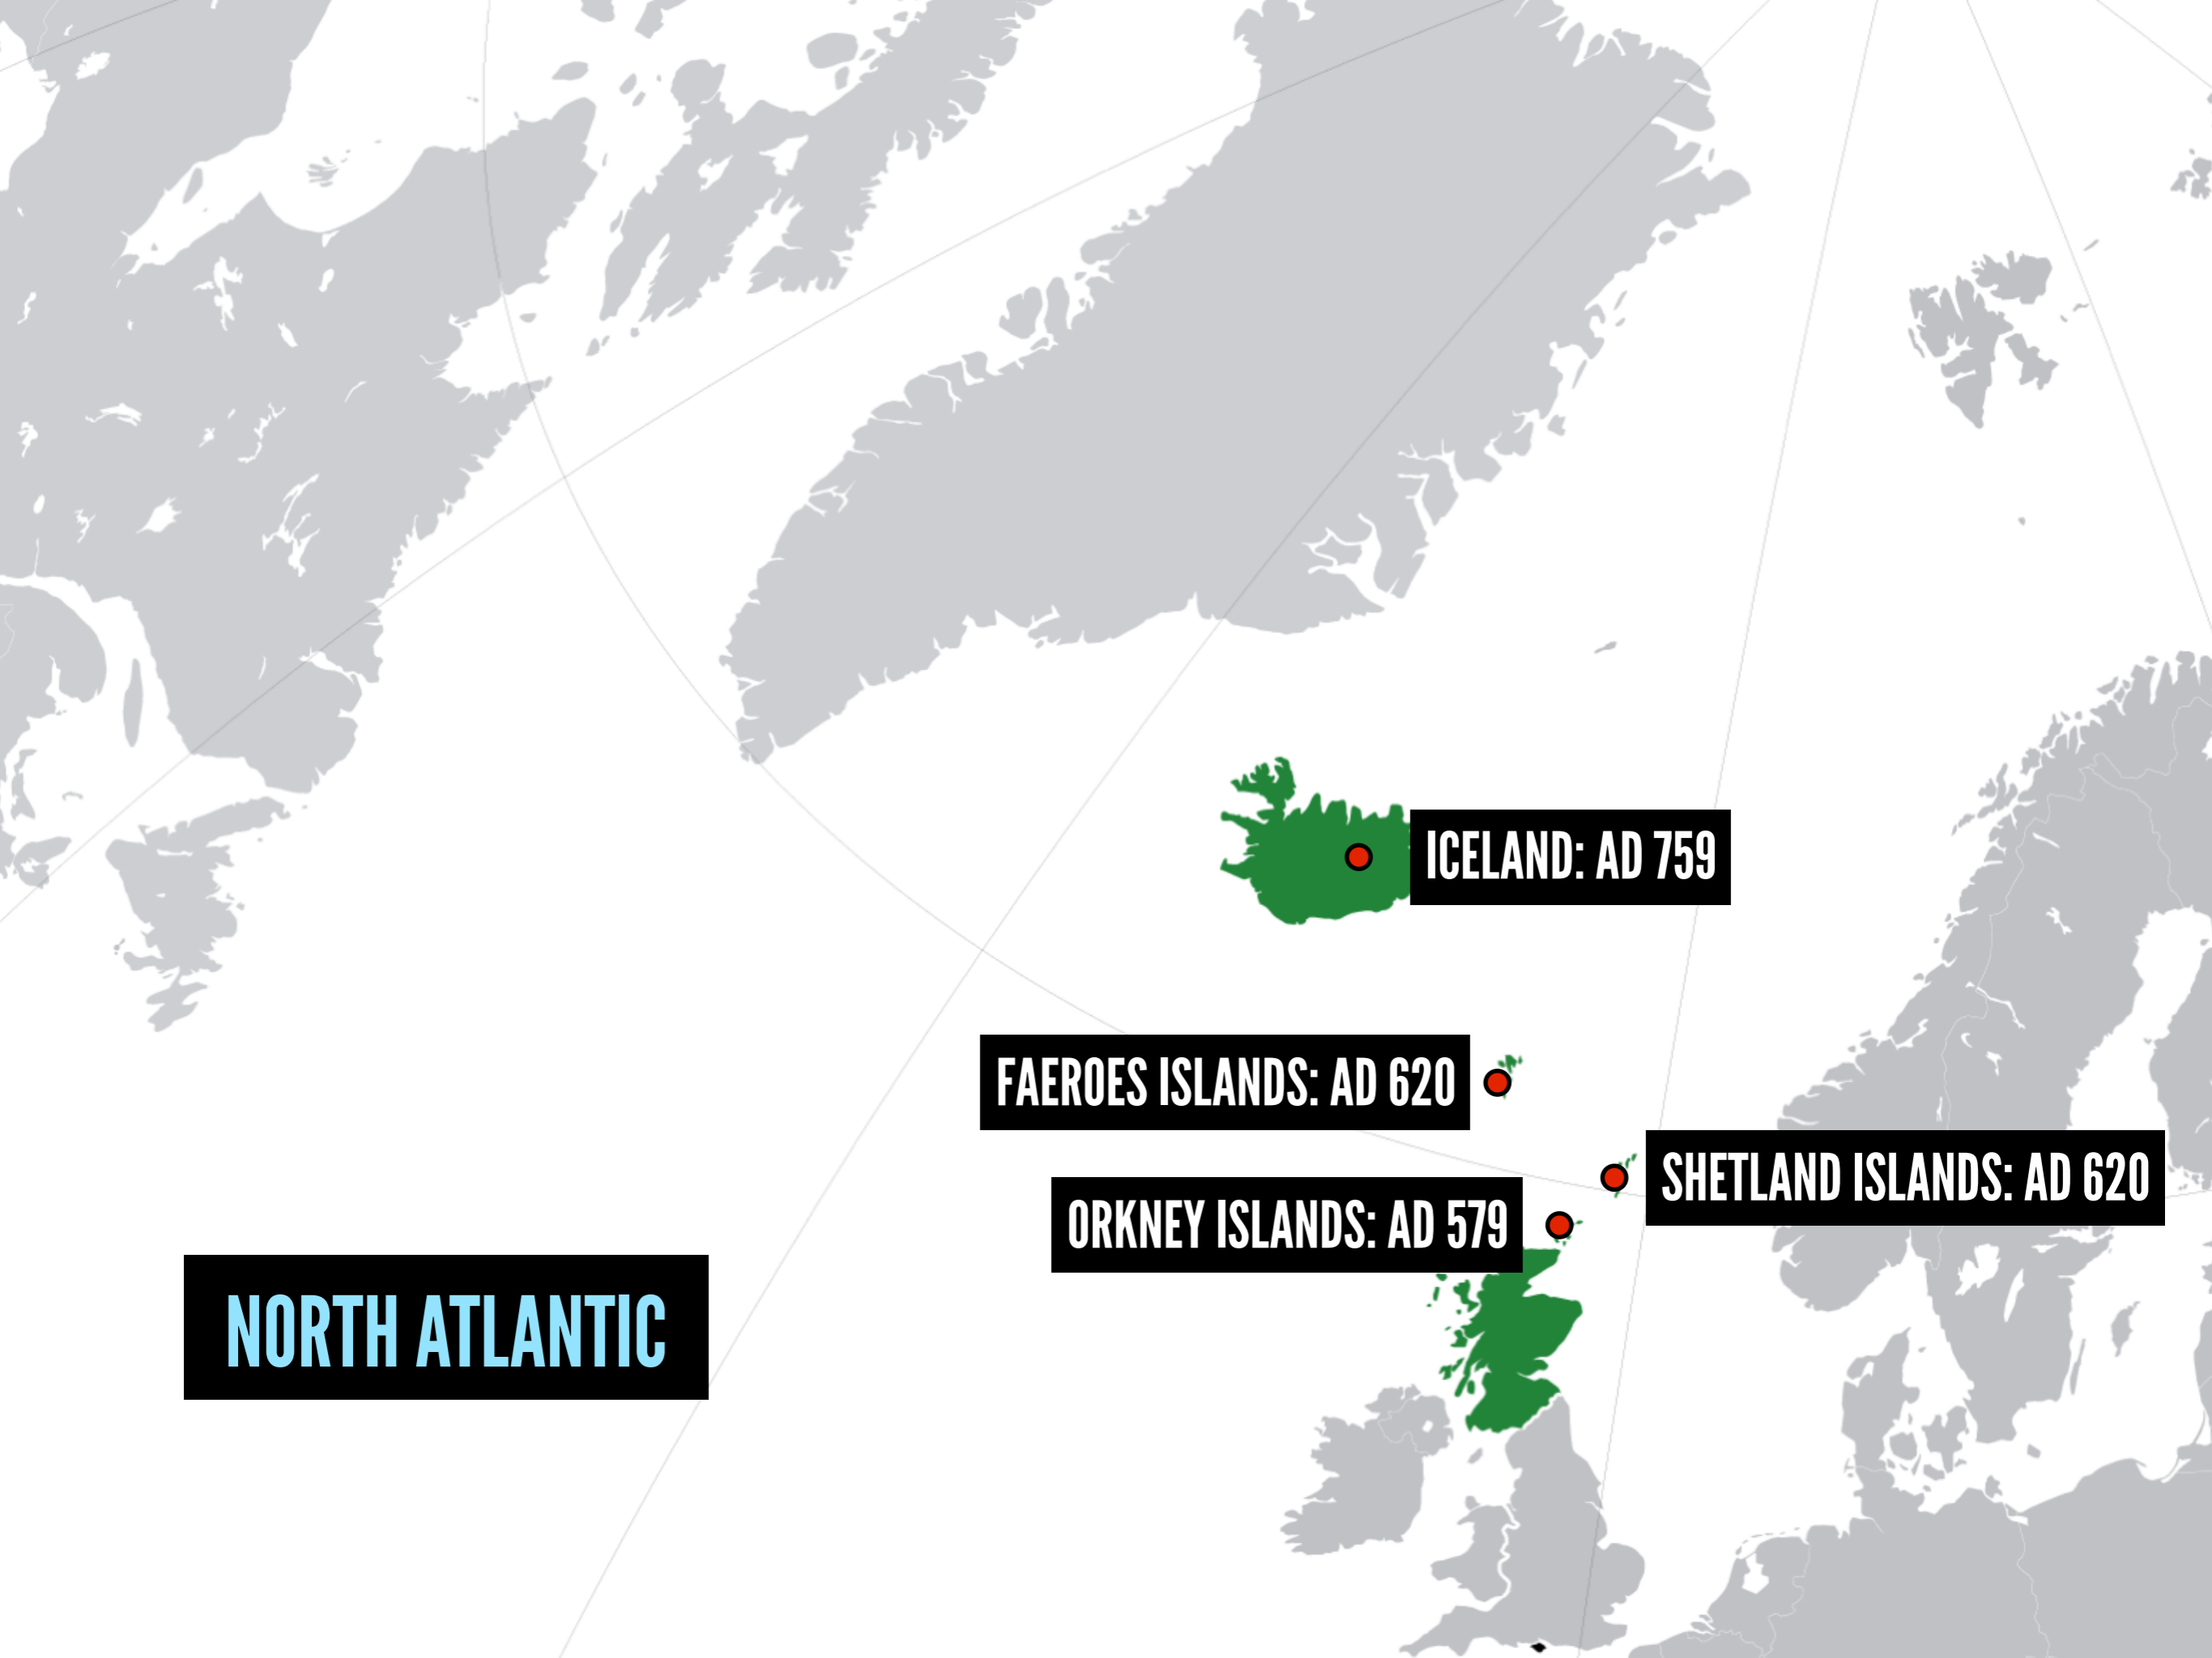 ICELAND: AD 759
FAEROES ISLANDS: AD 620
SHETLAND ISLANDS: AD 620
ORKNEY ISLANDS: AD 579
NORTH ATLANTIC